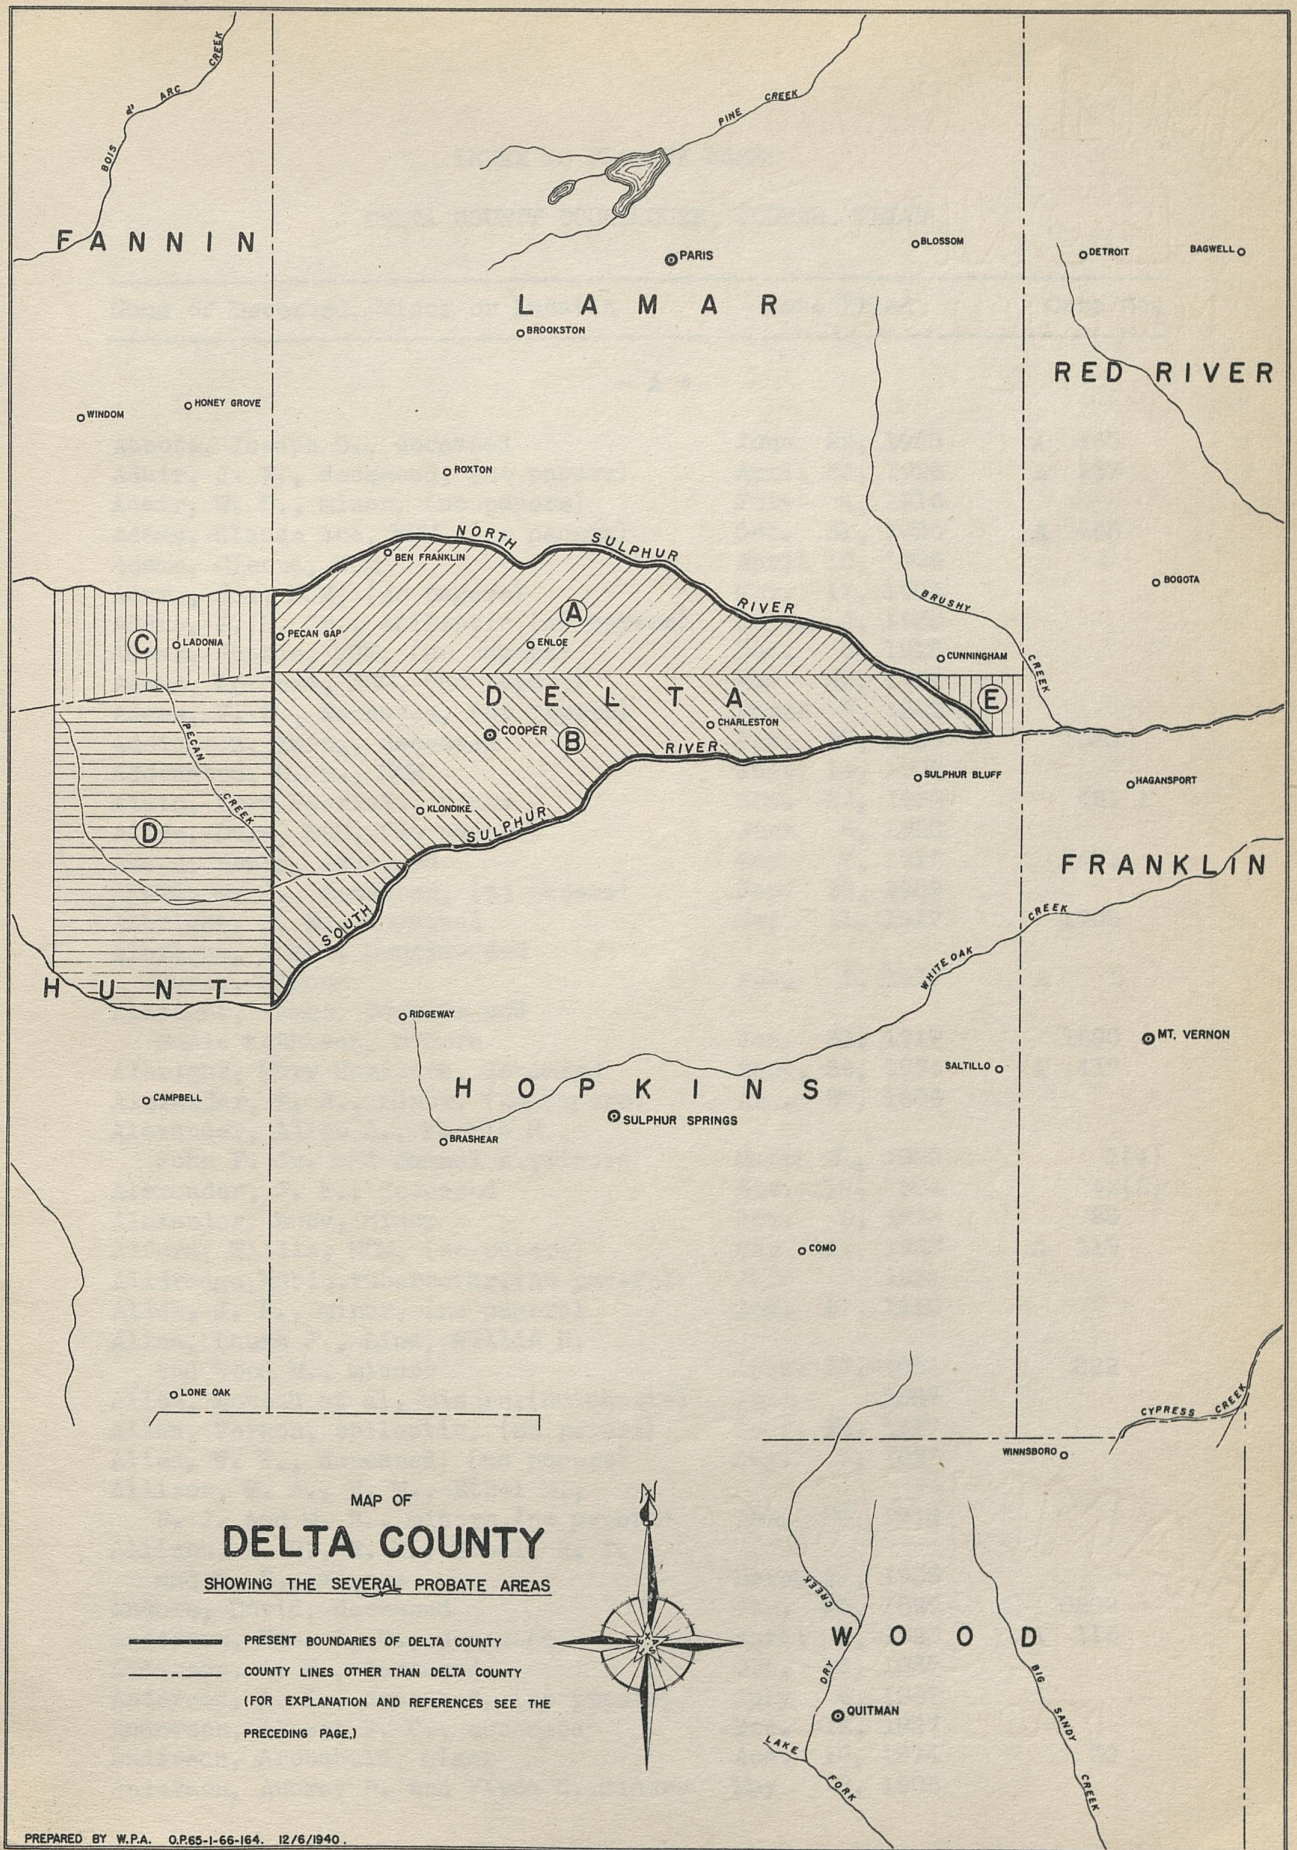 BOIS d' ARC CREEK
PINE CREEK
FANNIN
PARIS
BLOSSOM
DETROIT
BAGWELL
LAMAR
BROOKSTON
RED RIVER
WINDOM
HONEY GROVE
ROXTON
NORTH SULPHUR RIVER
BEN FRANKLIN
BOGOTA
BRUSHY CREEK
A
C
LADONIA
PECAN GAP
ENLOE
CUNNINGHAM
DELTA
E
COOPER
B
CHARLESTON
PECAN CREEK
SOUTH SULPHUR RIVER
SULPHUR BLUFF
HAGANSPORT
KLONDIKE
D
FRANKLIN
WHITE OAK CREEK
HUNT
RIDGEWAY
MT. VERNON
SALTILLO
HOPKINS
CAMPBELL
SULPHUR SPRINGS
BRASHEAR
COMO
LONE OAK
CYPRESS CREEK
WINNSBORO
MAP OF
DELTA COUNTY
SHOWING THE SEVERAL PROBATE AREAS
PRESENT BOUNDARIES OF DELTA COUNTY
COUNTY LINES OTHER THAN DELTA COUNTY
(FOR EXPLANATION AND REFERENCES SEE THE
PRECEDING PAGE.)
N
DRY CREEK
WOOD
BIG SANDY CREEK
QUITMAN
LAKE FORK
PREPARED BY W.P.A. O.P.65-1-66-164. 12/6/1940.